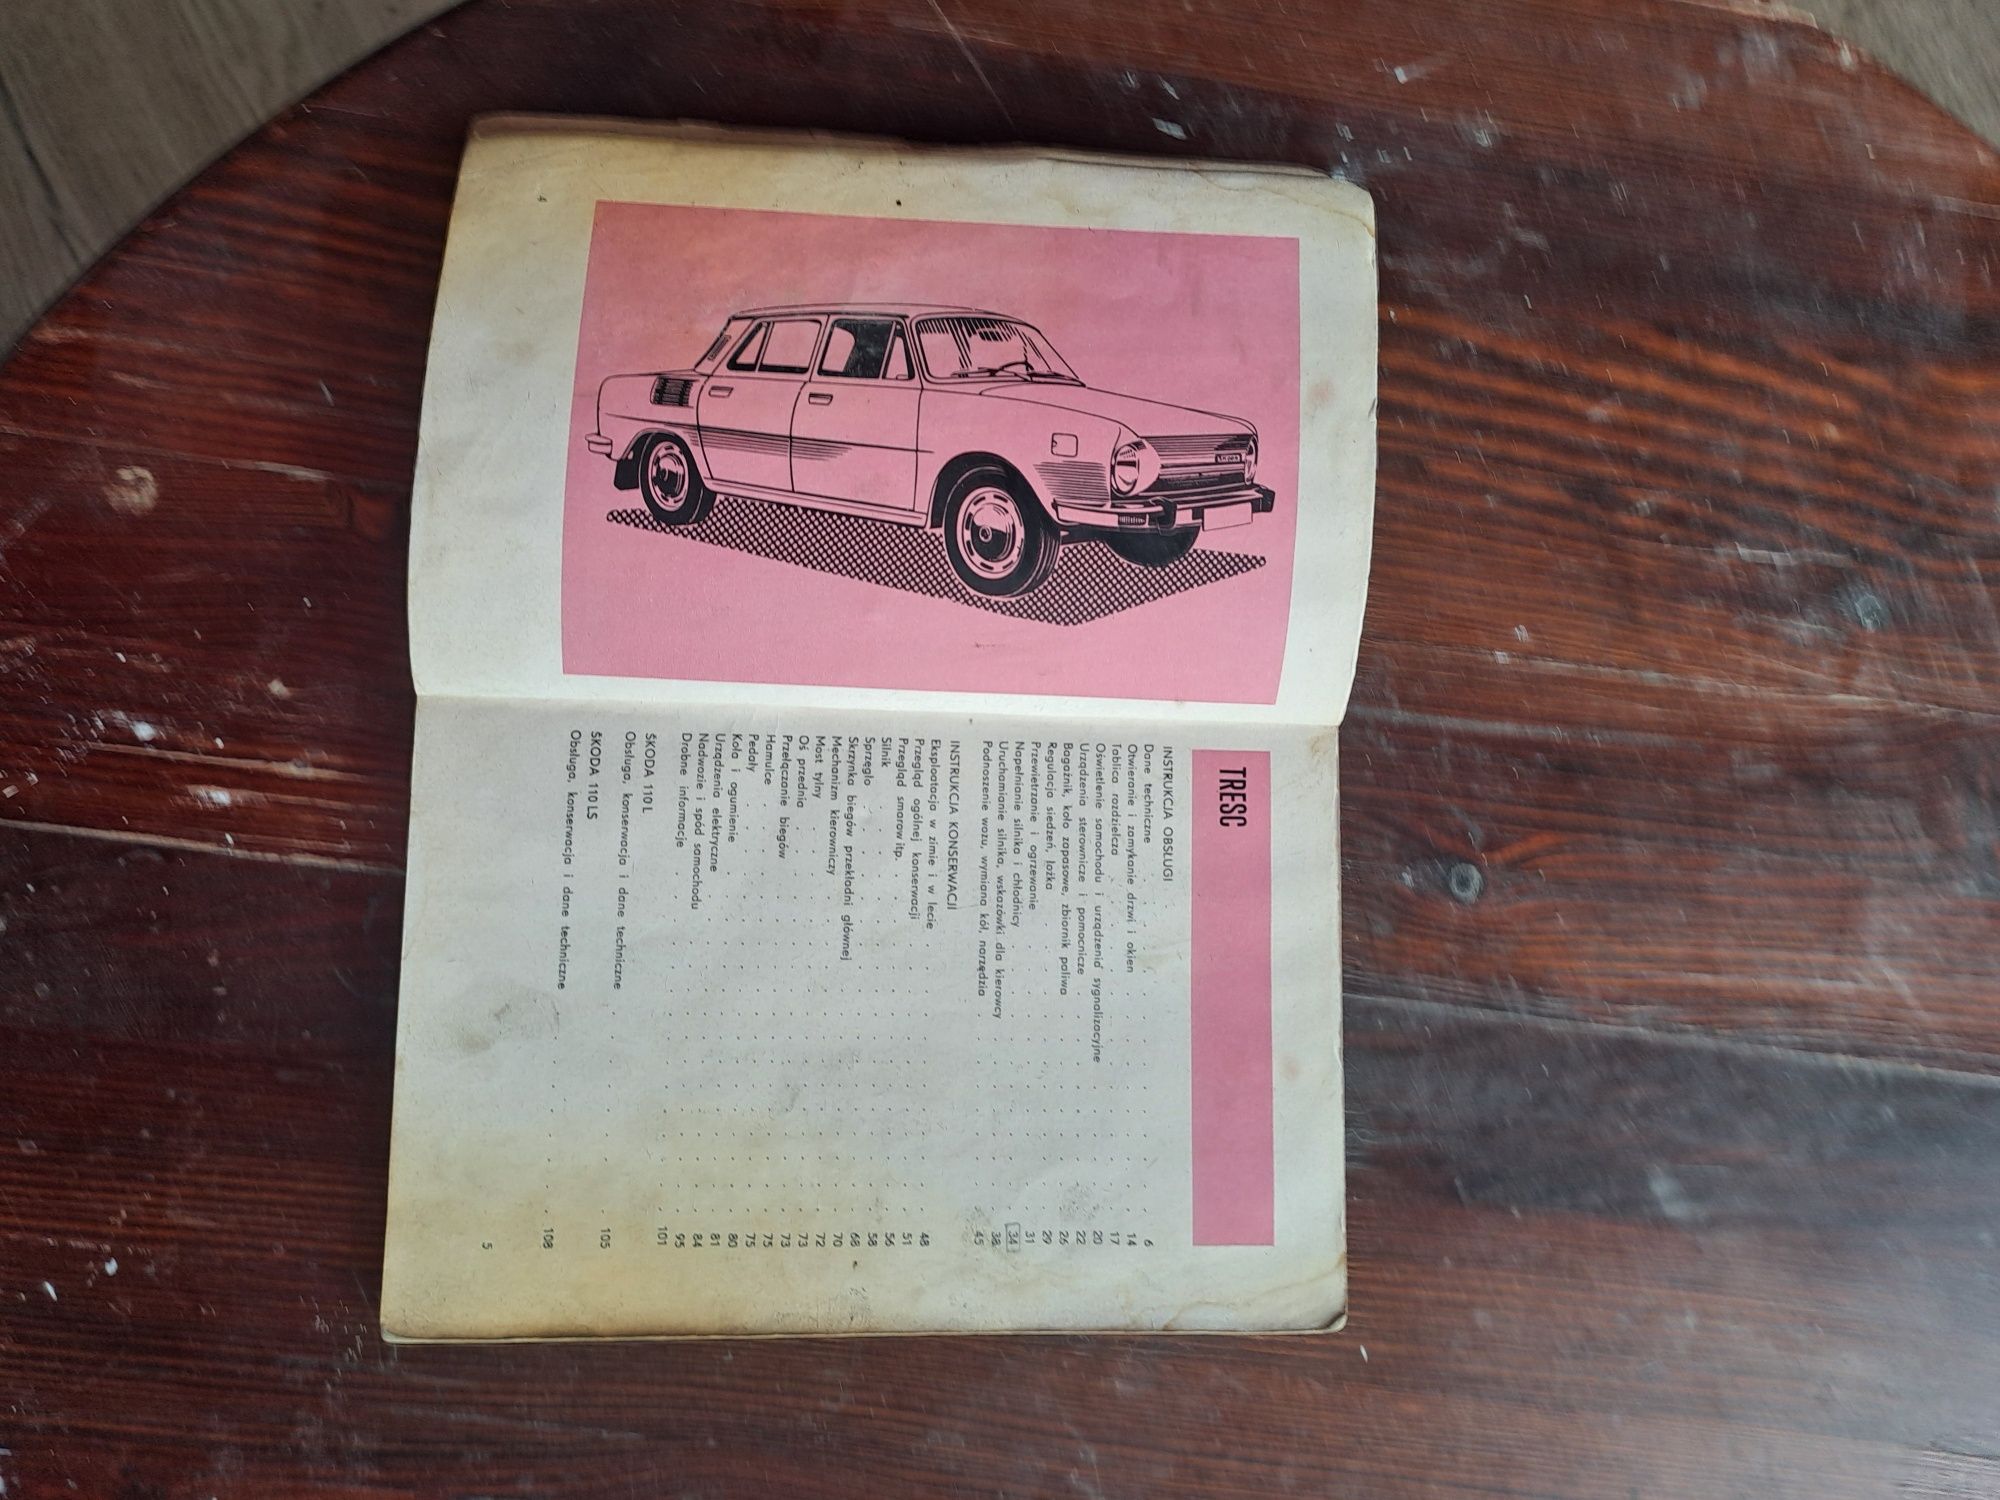 ŠKODA
4
TREŚĆ
INSTRUKCJA OBSŁUGI
Dane techniczne . . . . . . . . . . 6
Otwieranie i zamykanie drzwi i okien . . . . . . . . . . 14
Tablica rozdzielcza . . . . . . . . . . 17
Oświetlenie samochodu i urządzenia sygnalizacyjne . . . . . . . . . . 20
Urządzenia sterownicze i pomocnicze . . . . . . . . . . 22
Bagażnik, koło zapasowe, zbiornik paliwa . . . . . . . . . . 26
Regulacja siedzeń, łóżka . . . . . . . . . . 29
Przewietrzanie i ogrzewanie . . . . . . . . . . 31
Napełnianie silnika i chłodnicy . . . . . . . . . . 34
Uruchamianie silnika, wskazówki dla kierowcy . . . . . . . . . . 38
Podnoszenie wozu, wymiana kół, narzędzia . . . . . . . . . . 45
INSTRUKCJA KONSERWACJI
Eksploatacja w zimie i w lecie . . . . . . . . . . 48
Przegląd ogólnej konserwacji . . . . . . . . . . 51
Przegląd smarów itp. . . . . . . . . . . 56
Silnik . . . . . . . . . . 58
Sprzęgło . . . . . . . . . . 68
Skrzynka biegów przekładni głównej . . . . . . . . . . 70
Mechanizm kierowniczy . . . . . . . . . . 72
Most tylny . . . . . . . . . . 73
Oś przednia . . . . . . . . . . 73
Przełączanie biegów . . . . . . . . . . 75
Hamulce . . . . . . . . . . 75
Pedały . . . . . . . . . . 80
Koła i ogumienie . . . . . . . . . . 81
Urządzenia elektryczne . . . . . . . . . . 84
Nadwozie i spód samochodu . . . . . . . . . . 95
Drobne informacje . . . . . . . . . . 101
ŠKODA 110 L
Obsługa, konserwacja i dane techniczne . . . . . . . . . . 105
ŠKODA 110 LS
Obsługa, konserwacja i dane techniczne . . . . . . . . . . 108
5